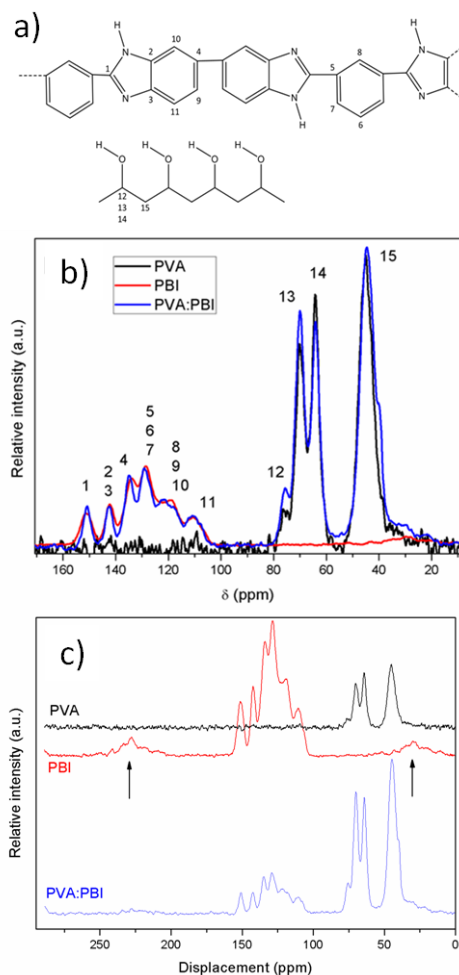 a)
H
10
H
N
2
4
N
5
8
N
1
N
3
9
N
7
N
11
6
H
H
H
H
H
O
O
O
O
12
13
15
14
b)
PVA
PBI
PVA:PBI
15
14
13
5
6
7
4
2
3
8
9
10
1
11
12
Relative intensity (a.u.)
160 140 120 100 80 60 40 20
δ (ppm)
c)
PVA
PBI
PVA:PBI
Relative intensity (a.u.)
250 200 150 100 50 0
Displacement (ppm)